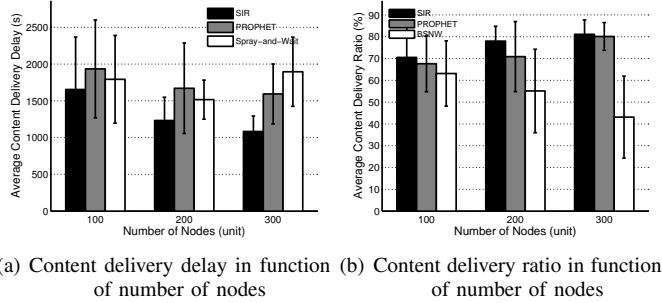 SIR
PROPHET
Spray-and-Wait
Average Content Delivery Delay (s)
2500
2000
1500
1000
500
0
100
200
300
Number of Nodes (unit)
SIR
PROPHET
BSNW
Average Content Delivery Ratio (%)
90
80
70
60
50
40
30
20
10
0
100
200
300
Number of Nodes (unit)
a) Content delivery delay in function
of number of nodes
(b) Content delivery ratio in function
of number of nodes